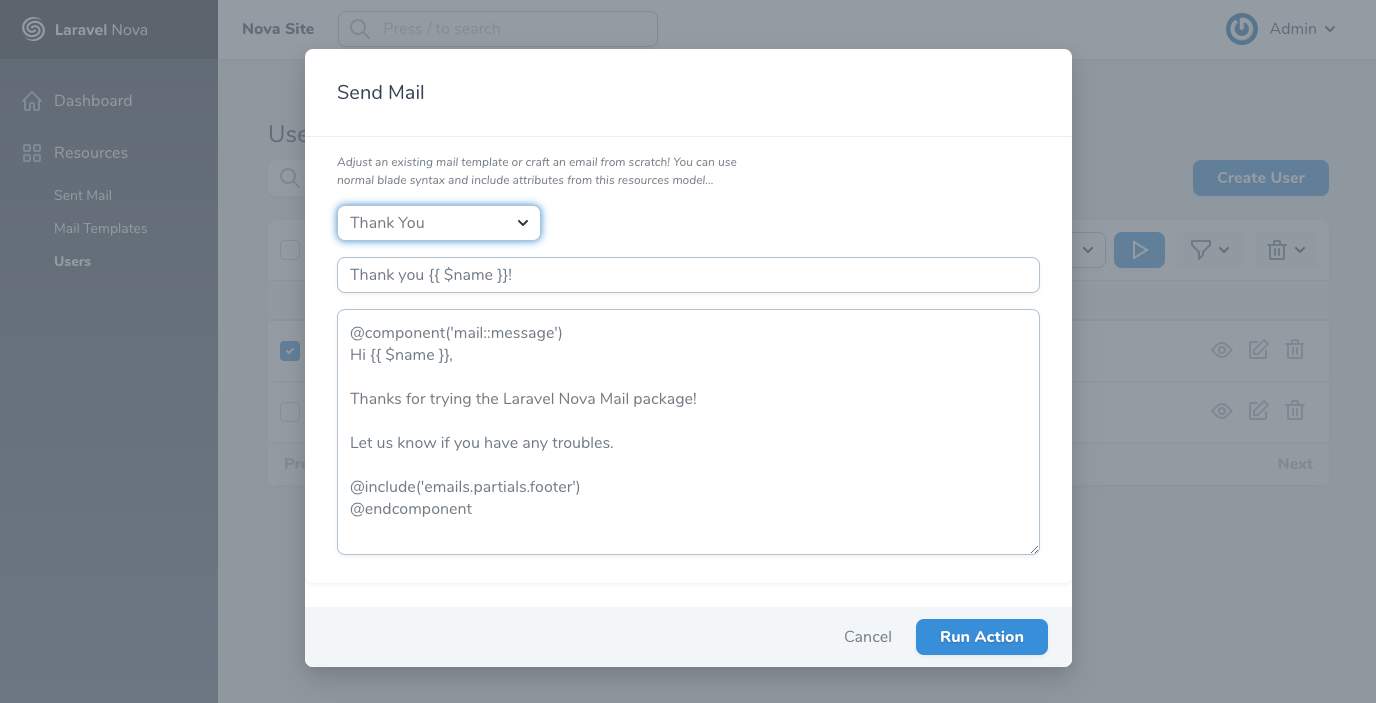 Laravel Nova
Nova Site
Press / to search
Admin
Dashboard
Resources
Sent Mail
Mail Templates
Users
Create User
Next
Send Mail
Adjust an existing mail template or craft an email from scratch! You can use
normal blade syntax and include attributes from this resources model...
Thank You
Thank you {{ $name }}!
@component('mail::message')
Hi {{ $name }},
Thanks for trying the Laravel Nova Mail package!
Let us know if you have any troubles.
@include('emails.partials.footer')
@endcomponent
Cancel
Run Action